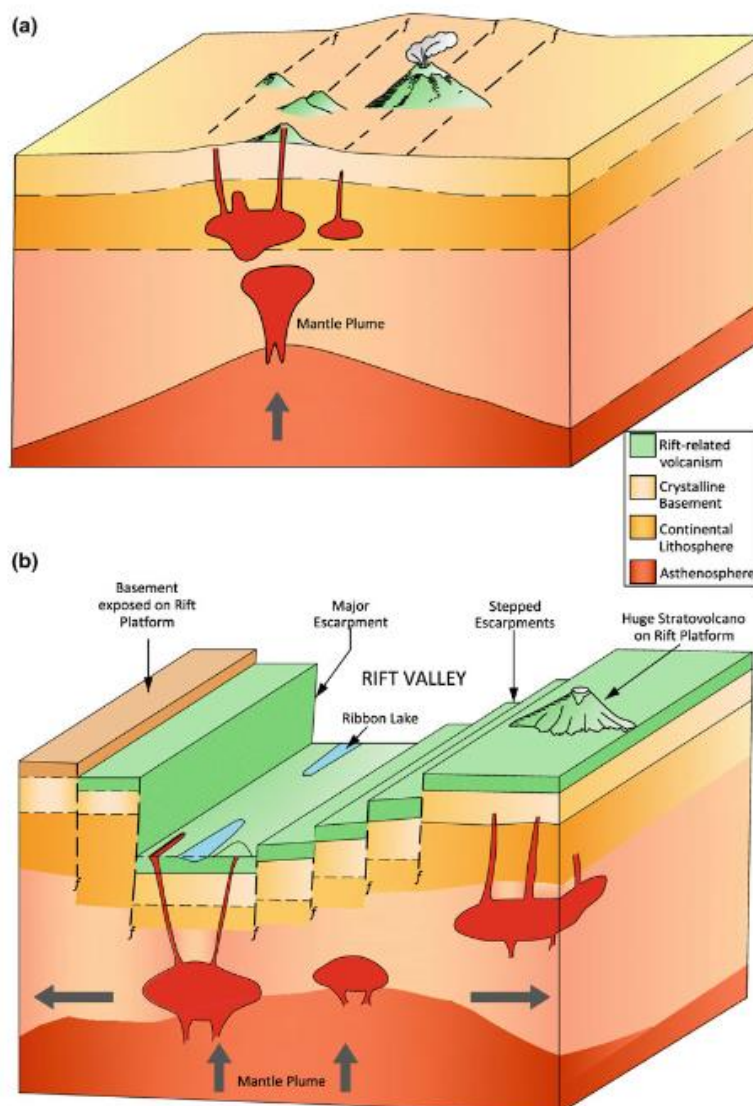 (a)
f
f
f
f
Mantle Plume
Rift-related
volcanism
Crystalline
Basement
Continental
Lithosphere
Asthenosphere
(b)
Basement
exposed on Rift
Platform
Major
Escarpment
Stepped
Escarpments
Huge Stratovolcano
on Rift Platform
RIFT VALLEY
Ribbon Lake
f
f
f
f
f
f
Mantle Plume